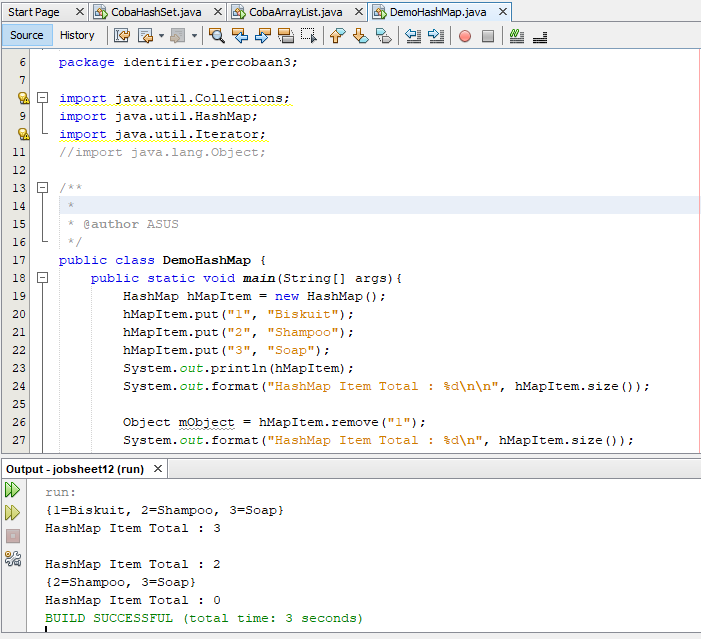 Start Page CobaHashSet.java CobaArrayList.java DemoHashMap.java
Source History
6 package identifier.percobaan3;
7
import java.util.Collections;
9 import java.util.HashMap;
import java.util.Iterator;
11 //import java.lang.Object;
12
13 /**
14 *
15 * @author ASUS
16 */
17 public class DemoHashMap {
18 public static void main(String[] args){
19 HashMap hMapItem = new HashMap();
20 hMapItem.put("1", "Biskuit");
21 hMapItem.put("2", "Shampoo");
22 hMapItem.put("3", "Soap");
23 System.out.println(hMapItem);
24 System.out.format("HashMap Item Total : %d\n\n", hMapItem.size());
25
26 Object mObject = hMapItem.remove("1");
27 System.out.format("HashMap Item Total : %d\n", hMapItem.size());
Output - jobsheet12 (run)
run:
{1=Biskuit, 2=Shampoo, 3=Soap}
HashMap Item Total : 3
HashMap Item Total : 2
{2=Shampoo, 3=Soap}
HashMap Item Total : 0
BUILD SUCCESSFUL (total time: 3 seconds)